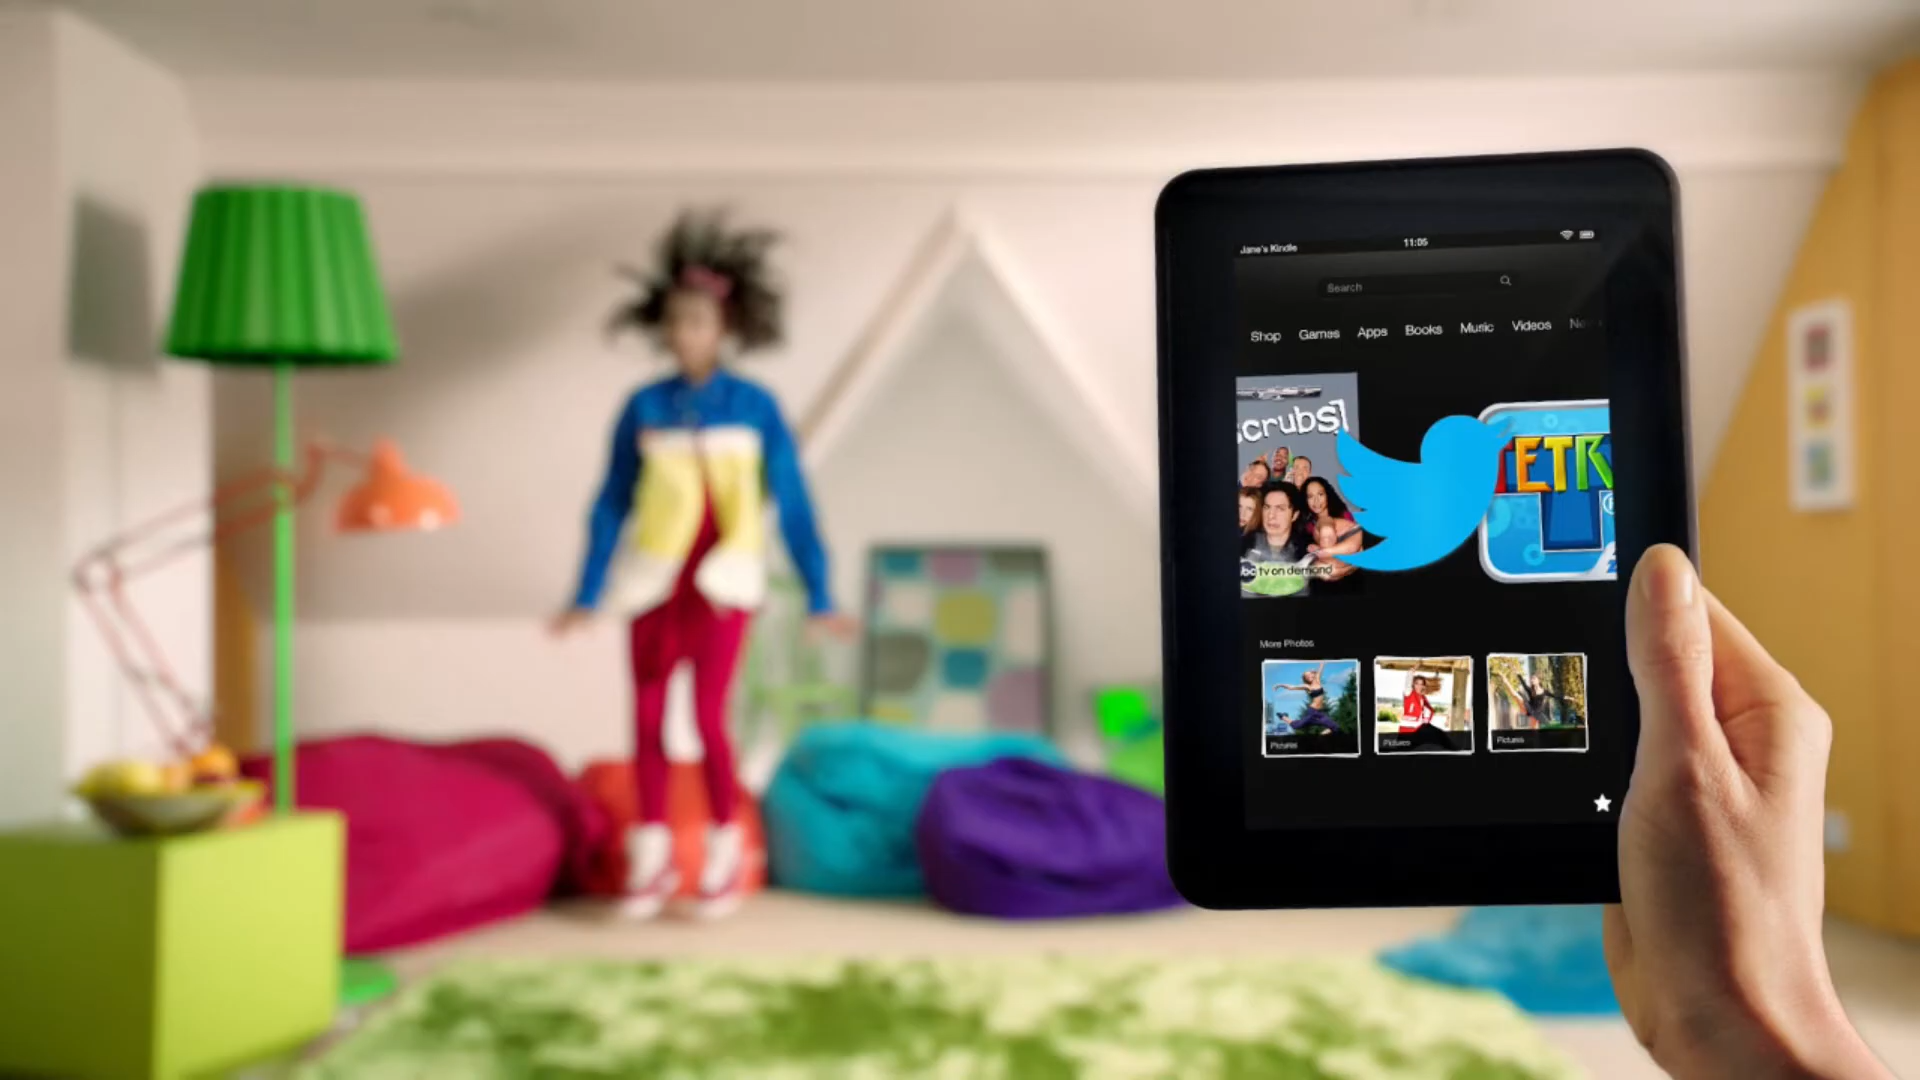 Jane's Kindle 11:05
Search
Shop Games Apps Books Music Videos
crubs]
ETR
abc tv on demand
More Photos
Pictures Pictures Pictures